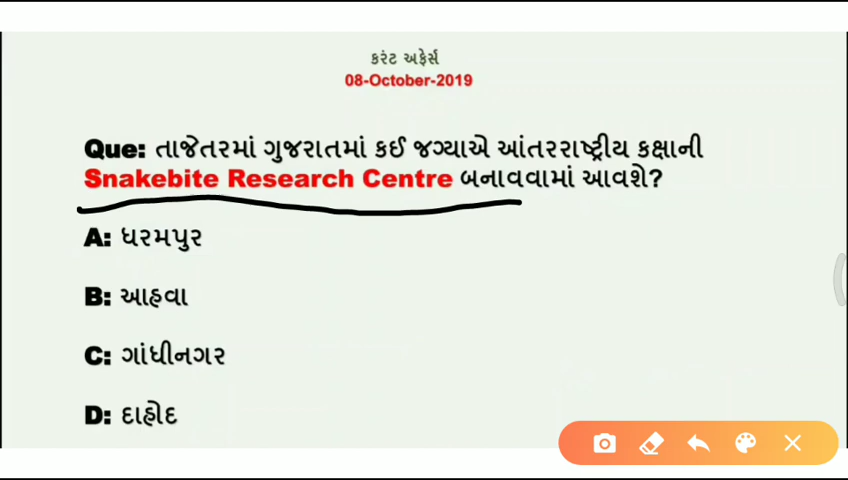 કરંટ અફેર્સ
08-October-2019
Que: તાજેતરમાં ગુજરાતમાં કઈ જગ્યાએ આંતરરાષ્ટ્રીય કક્ષાની
Snakebite Research Centre બનાવવામાં આવશે?
A: ધરમપુર
B: આહવા
C: ગાંધીનગર
D: દાહોદ